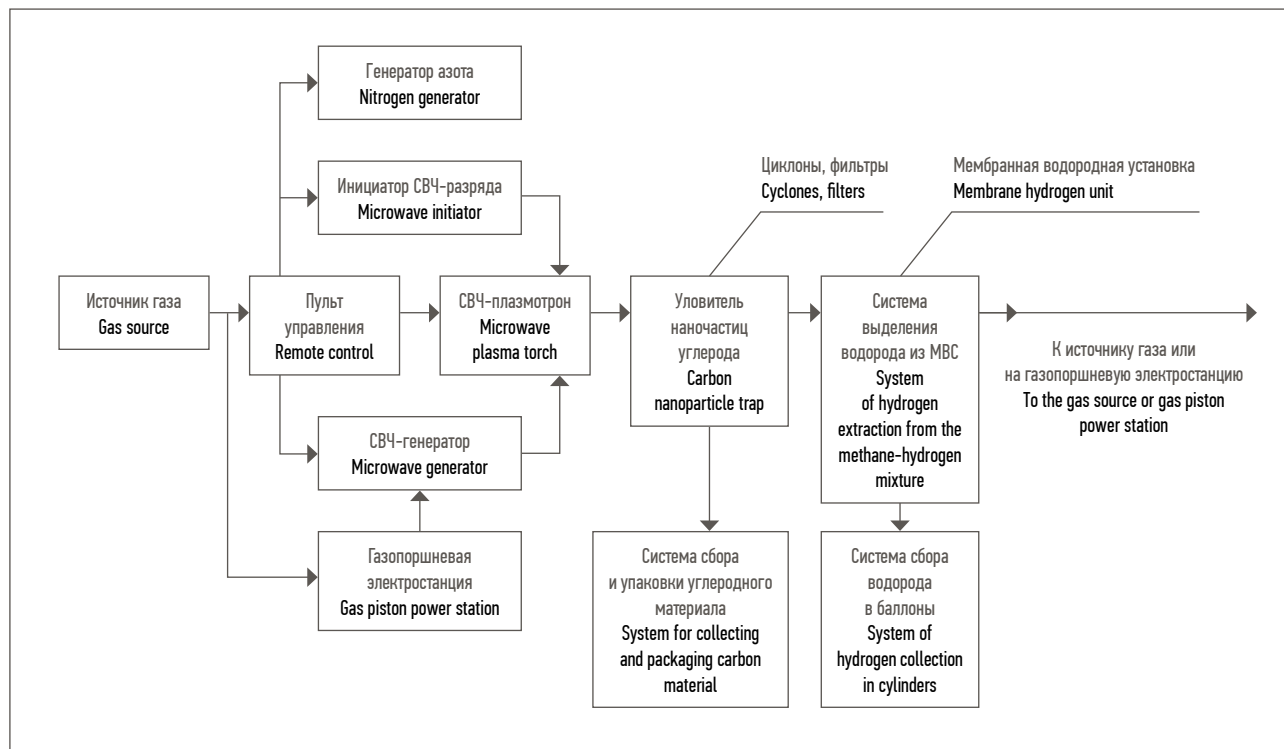 Генератор азота
Nitrogen generator
Инициатор СВЧ-разряда
Microwave initiator
Циклоны, фильтры
Cyclones, filters
Мембранная водородная установка
Membrane hydrogen unit
Источник газа
Gas source
Пульт
управления
Remote control
СВЧ-плазмотрон
Microwave
plasma torch
Уловитель
наночастиц
углерода
Carbon
nanoparticle trap
Система
выделения
водорода из МВС
System
of hydrogen
extraction from the
methane-hydrogen
mixture
К источнику газа или
на газопоршневую электростанцию
To the gas source or gas piston
power station
СВЧ-генератор
Microwave generator
Газопоршневая
электростанция
Gas piston power station
Система сбора
и упаковки углеродного
материала
System for collecting
and packaging carbon
material
Система сбора
водорода
в баллоны
System of
hydrogen collection
in cylinders